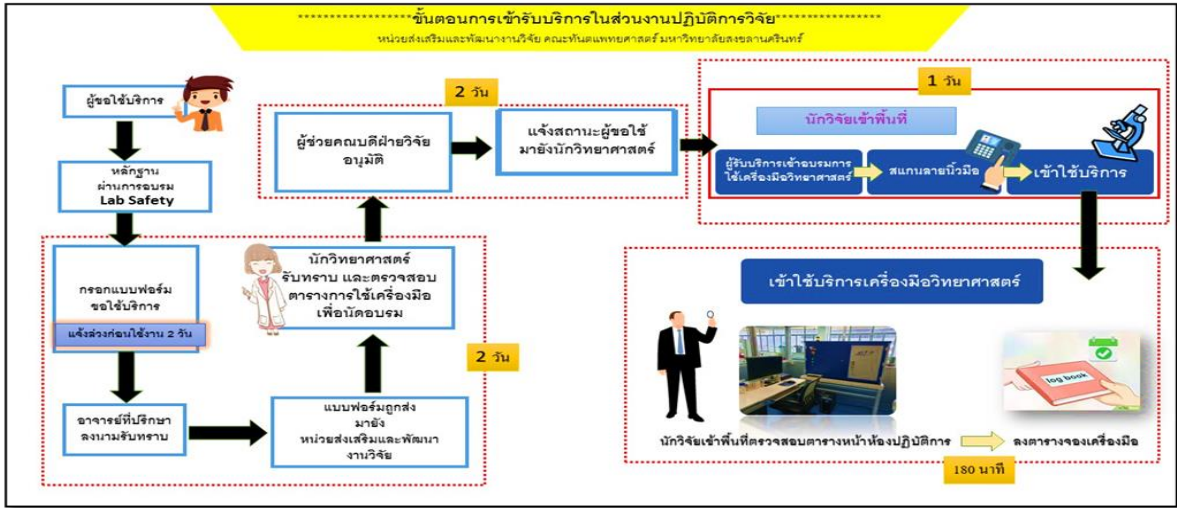 ********************ขั้นตอนการเข้ารับบริการในส่วนงานปฏิบัติการวิจัย********************
หน่วยส่งเสริมและพัฒนางานวิจัย คณะทันตแพทยศาสตร์ มหาวิทยาลัยสงขลานครินทร์
ผู้ขอใช้บริการ
หลักฐาน
ผ่านการอบรม
Lab Safety
กรอกแบบฟอร์ม
ขอใช้บริการ
แจ้งล่วงก่อนใช้งาน 2 วัน
อาจารย์ที่ปรึกษา
ลงนามรับทราบ
แบบฟอร์มถูกส่ง
มายัง
หน่วยส่งเสริมและพัฒนา
งานวิจัย
นักวิทยาศาสตร์
รับทราบ และตรวจสอบ
ตารางการใช้เครื่องมือ
เพื่อนัดอบรม
2 วัน
ผู้ช่วยคณบดีฝ่ายวิจัย
อนุมัติ
2 วัน
แจ้งสถานะผู้ขอใช้
มายังนักวิทยาศาสตร์
1 วัน
นักวิจัยเข้าพื้นที่
ผู้รับบริการเข้าอบรมการ
ใช้เครื่องมือวิทยาศาสตร์
สแกนลายนิ้วมือ
เข้าใช้บริการ
เข้าใช้บริการเครื่องมือวิทยาศาสตร์
log book
นักวิจัยเข้าพื้นที่ตรวจสอบตารางหน้าห้องปฏิบัติการ
ลงตารางจองเครื่องมือ
180 นาที